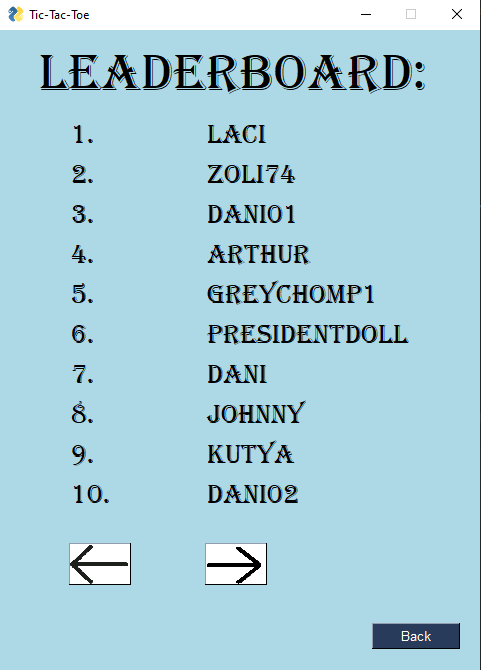 Tic-Tac-Toe
LEADERBOARD:
1. LACI
2. ZOLI74
3. DANI01
4. ARTHUR
5. GREYCHOMP1
6. PRESIDENTDOLL
7. DANI
8. JOHNNY
9. KUTYA
10. DANI02
Back